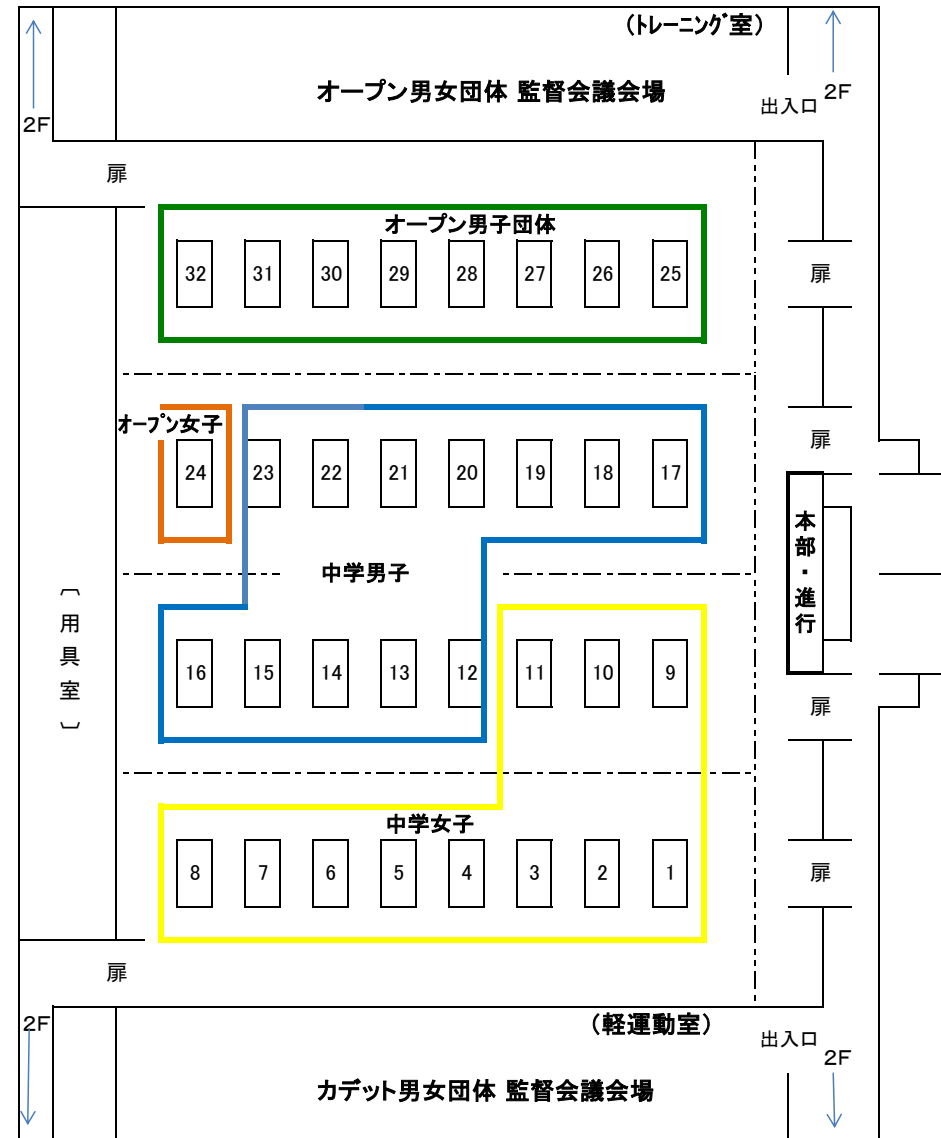 （トレーニング室）
オープン男女団体 監督会議会場
2F
出入口
2F
扉
オープン男子団体
32 31 30 29 28 27 26 25
扉
オープン女子
扉
24 23 22 21 20 19 18 17
本部・進行
中学男子
〔用具室〕
16 15 14 13 12 11 10 9
扉
中学女子
8 7 6 5 4 3 2 1
扉
扉
2F
（軽運動室）
出入口
2F
カデット男女団体 監督会議会場